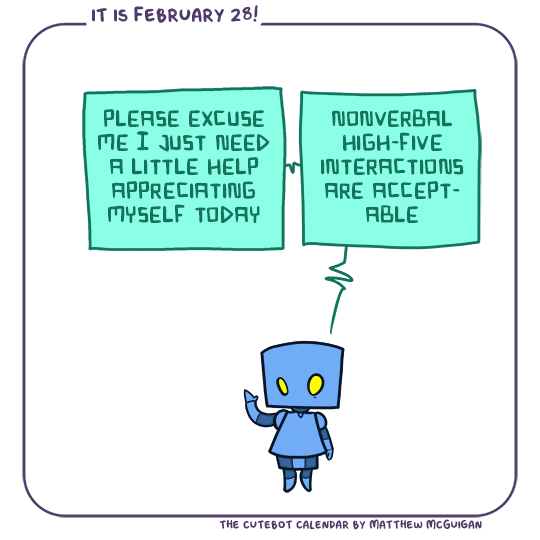 IT IS FEBRUARY 28!
PLEASE EXCUSE
ME I JUST NEED
A LITTLE HELP
APPRECIATING
MYSELF TODAY
NONVERBAL
HIGH-FIVE
INTERACTIONS
ARE ACCEPT-
ABLE
THE CUTEBOT CALENDAR BY MATTHEW MCGUIGAN